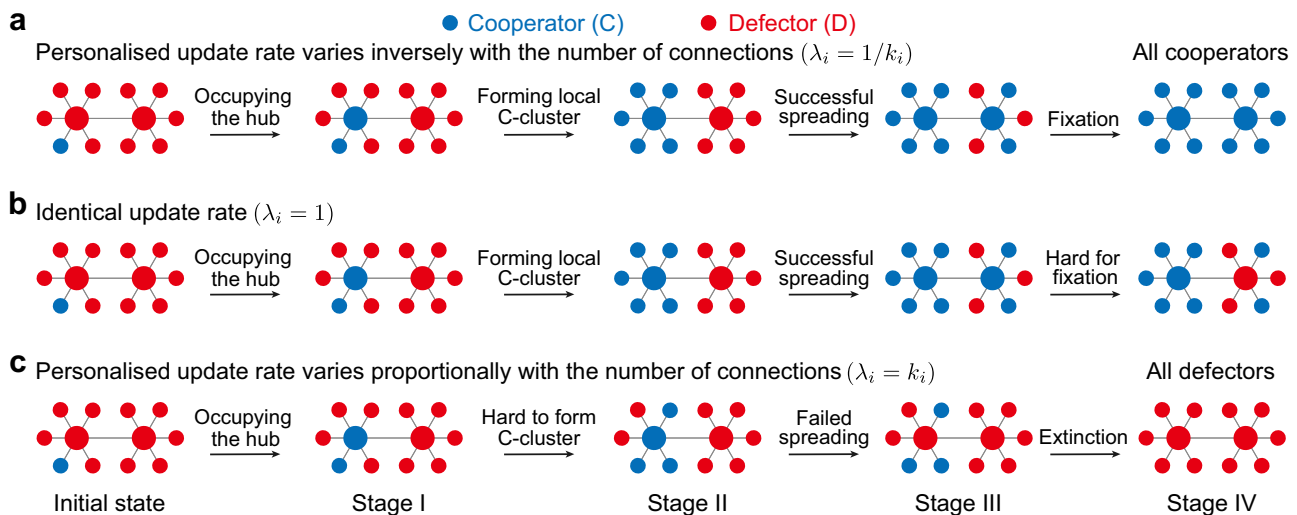 a
Cooperator (C) Defector (D)
Personalised update rate varies inversely with the number of connections (λᵢ = 1/kᵢ) All cooperators
Occupying
the hub
Forming local
C-cluster
Successful
spreading
Fixation
b
Identical update rate (λᵢ = 1)
Occupying
the hub
Forming local
C-cluster
Successful
spreading
Hard for
fixation
c
Personalised update rate varies proportionally with the number of connections (λᵢ = kᵢ) All defectors
Occupying
the hub
Hard to form
C-cluster
Failed
spreading
Extinction
Initial state Stage I Stage II Stage III Stage IV